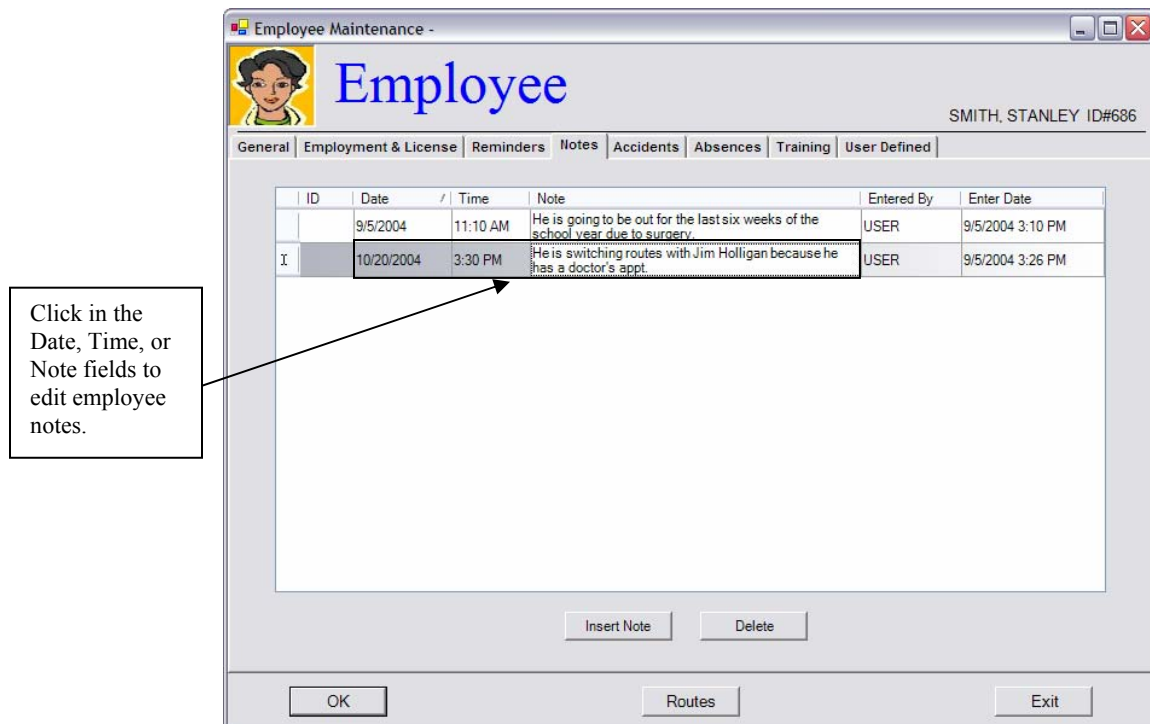 Employee Maintenance -
Employee
SMITH, STANLEY ID#686
General Employment & License Reminders Notes Accidents Absences Training User Defined
ID Date / Time Note Entered By Enter Date
9/5/2004 11:10 AM He is going to be out for the last six weeks of the school year due to surgery. USER 9/5/2004 3:10 PM
10/20/2004 3:30 PM He is switching routes with Jim Holligan because he has a doctor's appt. USER 9/5/2004 3:26 PM
Click in the
Date, Time, or
Note fields to
edit employee
notes.
Insert Note Delete
OK Routes Exit